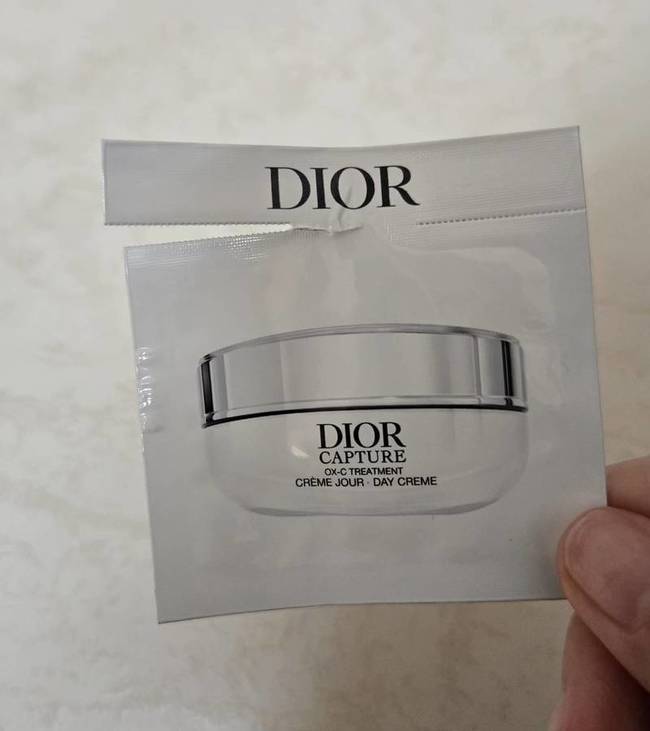 DIOR
DIOR
CAPTURE
OX-C TREATMENT
CRÈME JOUR · DAY CREME